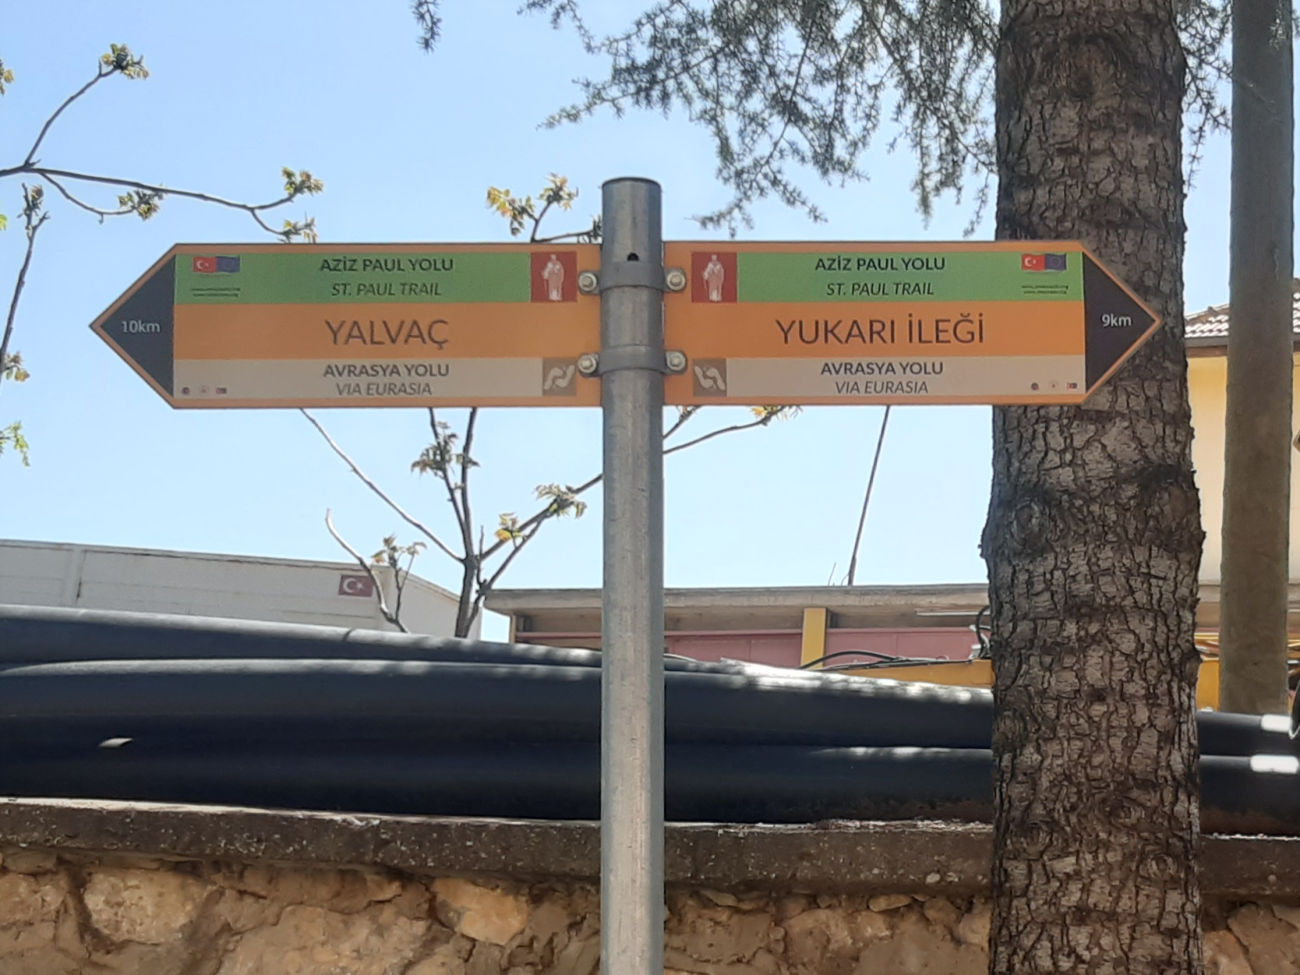 AZİZ PAUL YOLU
ST. PAUL TRAIL
10km
YALVAÇ
AVRASYA YOLU
VIA EURASIA
AZİZ PAUL YOLU
ST. PAUL TRAIL
YUKARI İLEĞİ
9km
AVRASYA YOLU
VIA EURASIA